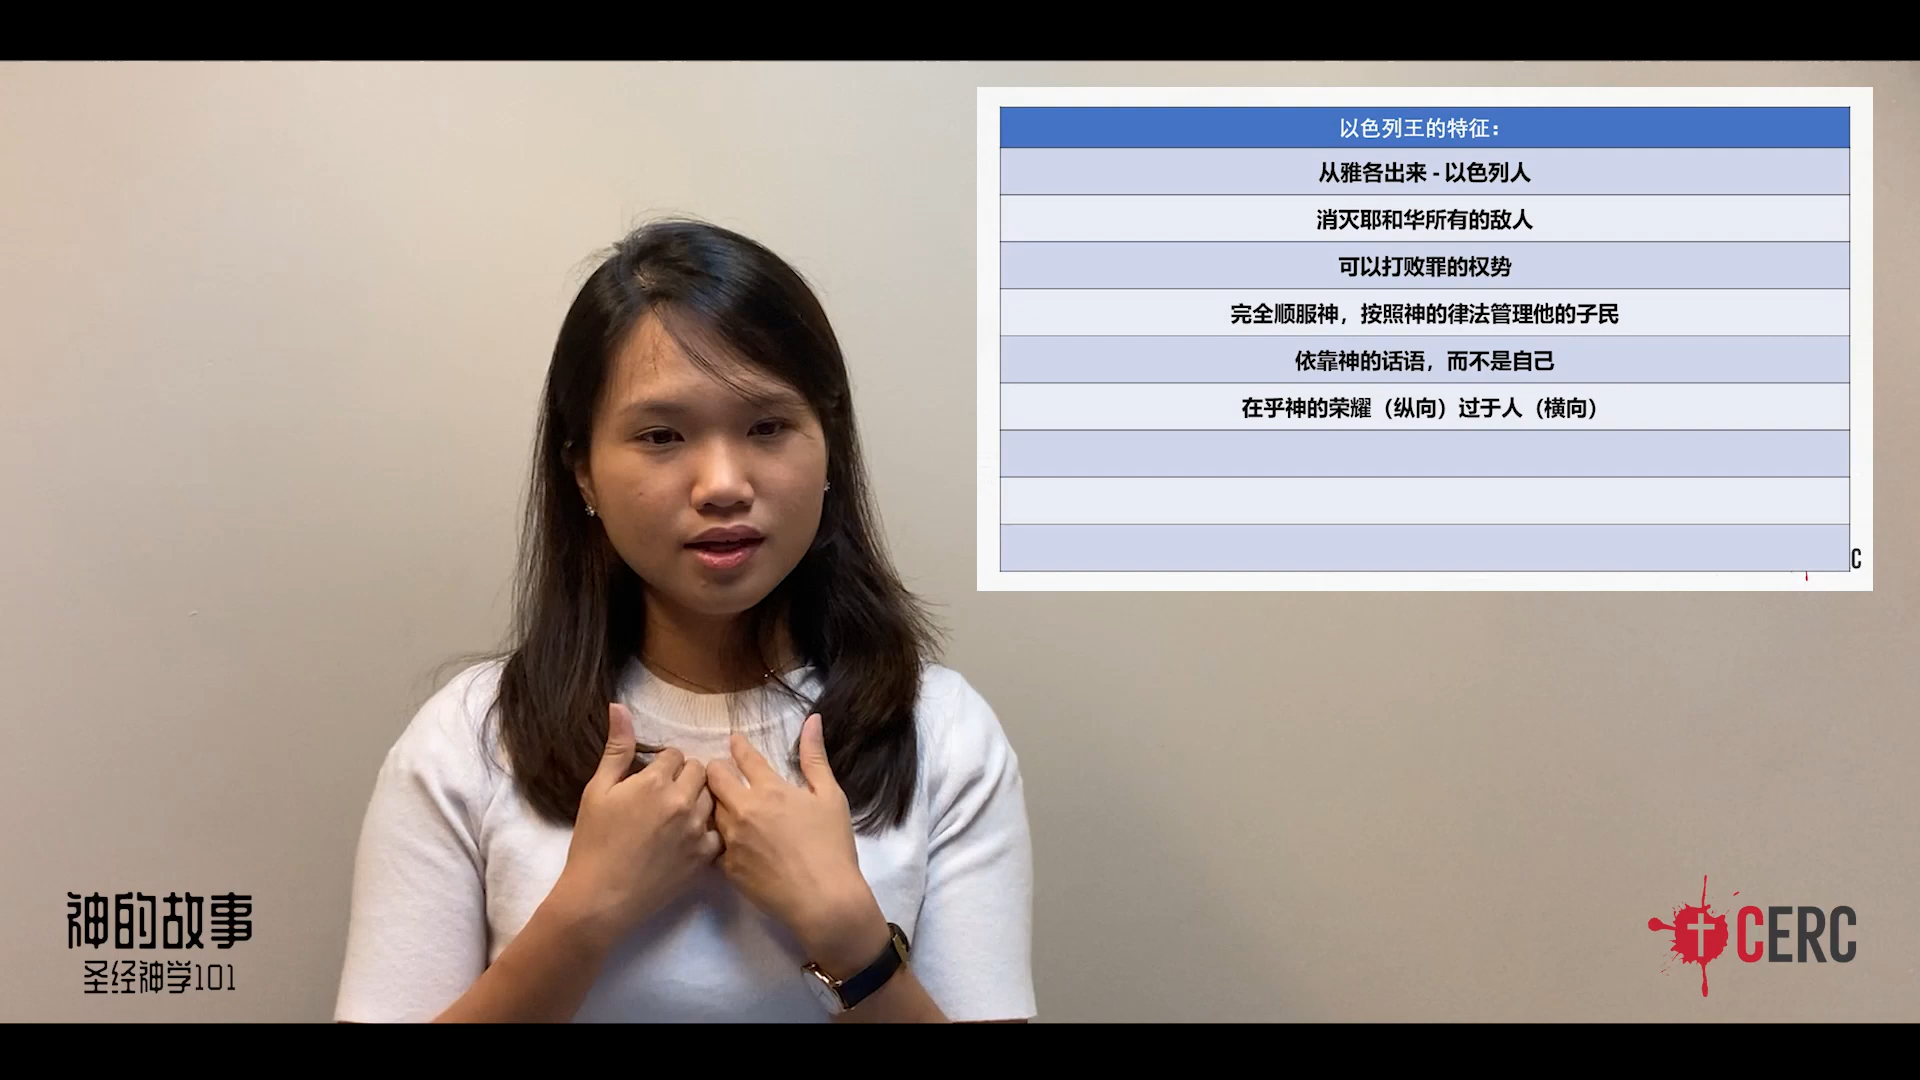 以色列王的特征：
从雅各出来 - 以色列人
消灭耶和华所有的敌人
可以打败罪的权势
完全顺服神，按照神的律法管理他的子民
依靠神的话语，而不是自己
在乎神的荣耀（纵向）过于人（横向）
C
神的故事
圣经神学101
CERC